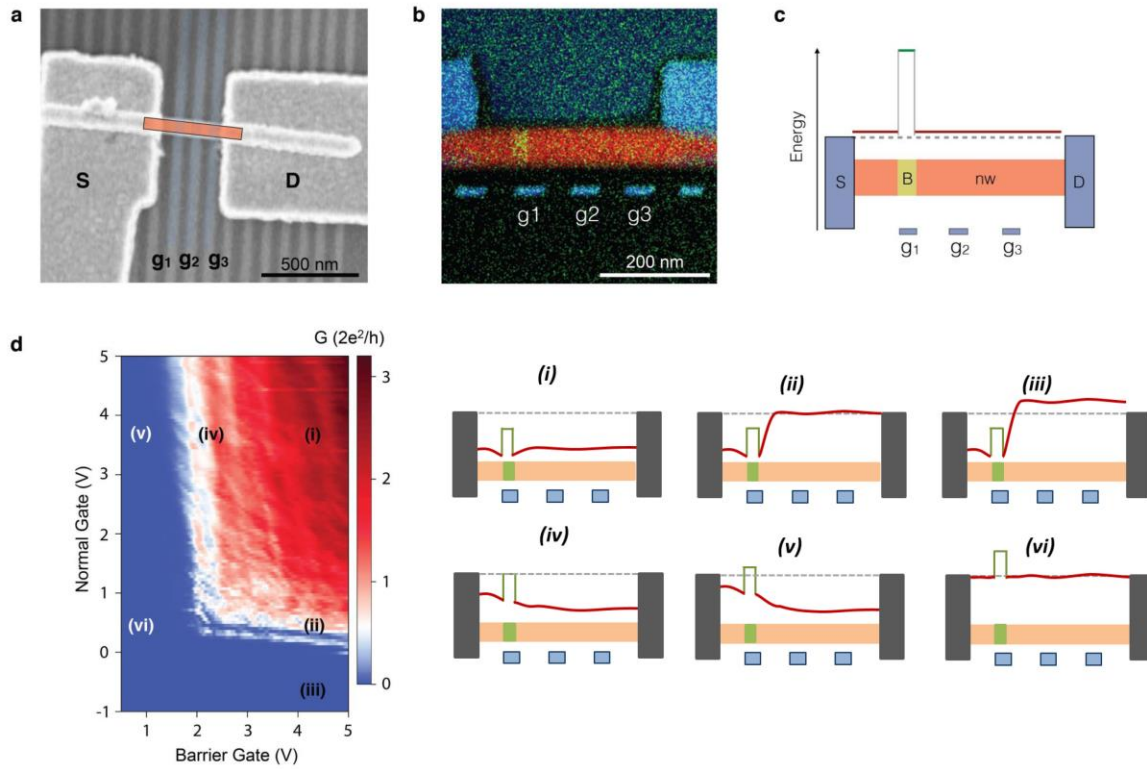 a
S
D
g1 g2 g3
500 nm
b
g1 g2 g3
200 nm
c
Energy
S
B
nw
D
g1 g2 g3
d
G (2e²/h)
5
4
3
2
1
0
-1
Normal Gate (V)
1 2 3 4 5
Barrier Gate (V)
3
2
1
0
(v) (iv) (i)
(vi) (ii)
(iii)
(i) (ii) (iii)
(iv) (v) (vi)